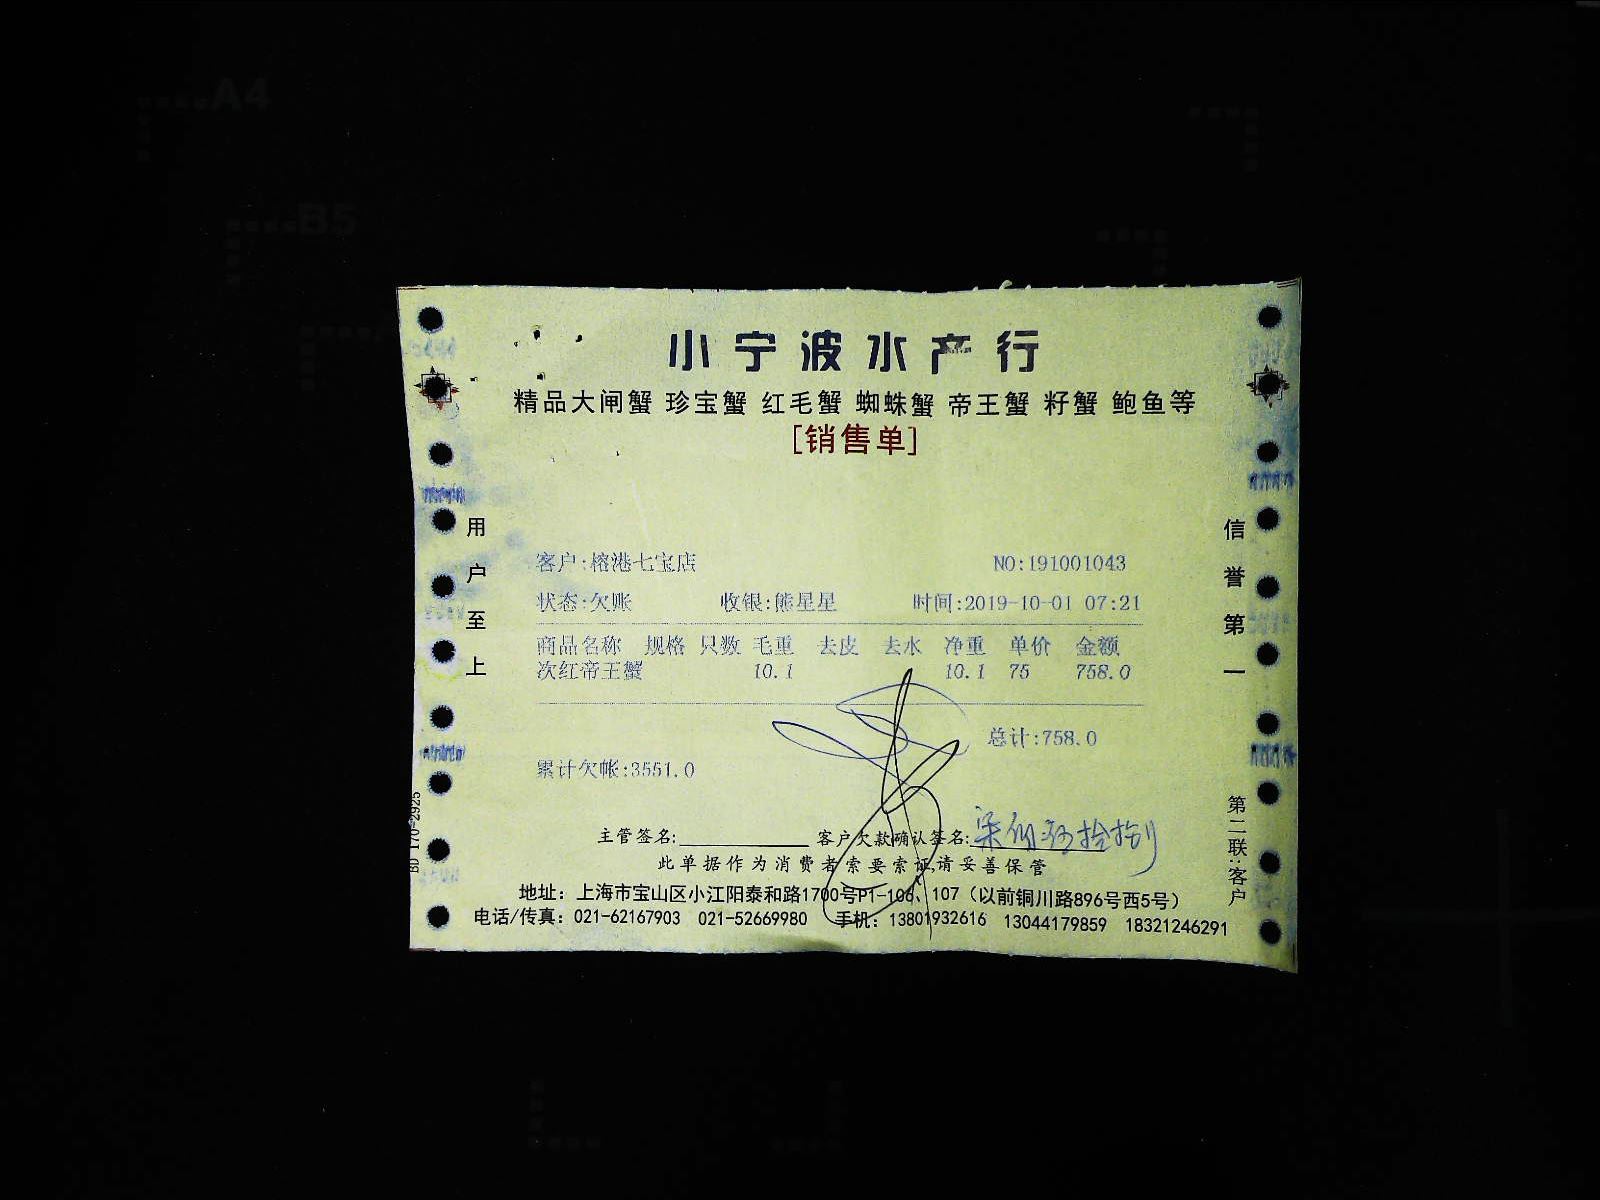 A4
B5
小宁波水产行
精品大闸蟹 珍宝蟹 红毛蟹 蜘蛛蟹 帝王蟹 籽蟹 鲍鱼等
[销售单]
用户至上
信誉第一
客户:榕港七宝店 NO:191001043
状态:欠账 收银:熊星星 时间:2019-10-01 07:21
商品名称 规格 只数 毛重 去皮 去水 净重 单价 金额
次红帝王蟹 10.1 10.1 75 758.0
总计:758.0
累计欠帐:3551.0
主管签名: 客户欠款确认签名:
此单据作为消费者索要索证,请妥善保管
地址：上海市宝山区小江阳泰和路1700号P1-106、107（以前铜川路896号西5号）
电话/传真：021-62167903 021-52669980 手机：13801932616 13044179859 18321246291
第二联:客户
BD 170-2925